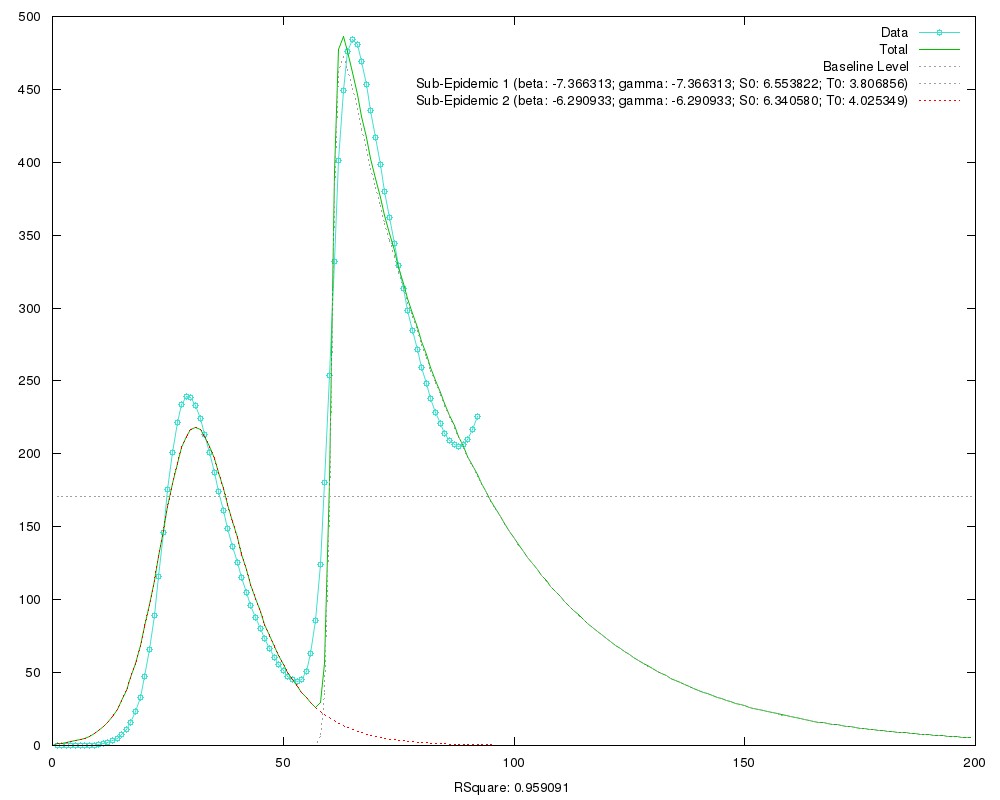 500
450
400
350
300
250
200
150
100
50
0
Data
Total
Baseline Level
Sub-Epidemic 1 (beta: -7.366313; gamma: -7.366313; S0: 6.553822; T0: 3.806856)
Sub-Epidemic 2 (beta: -6.290933; gamma: -6.290933; S0: 6.340580; T0: 4.025349)
0 50 100 150 200
RSquare: 0.959091